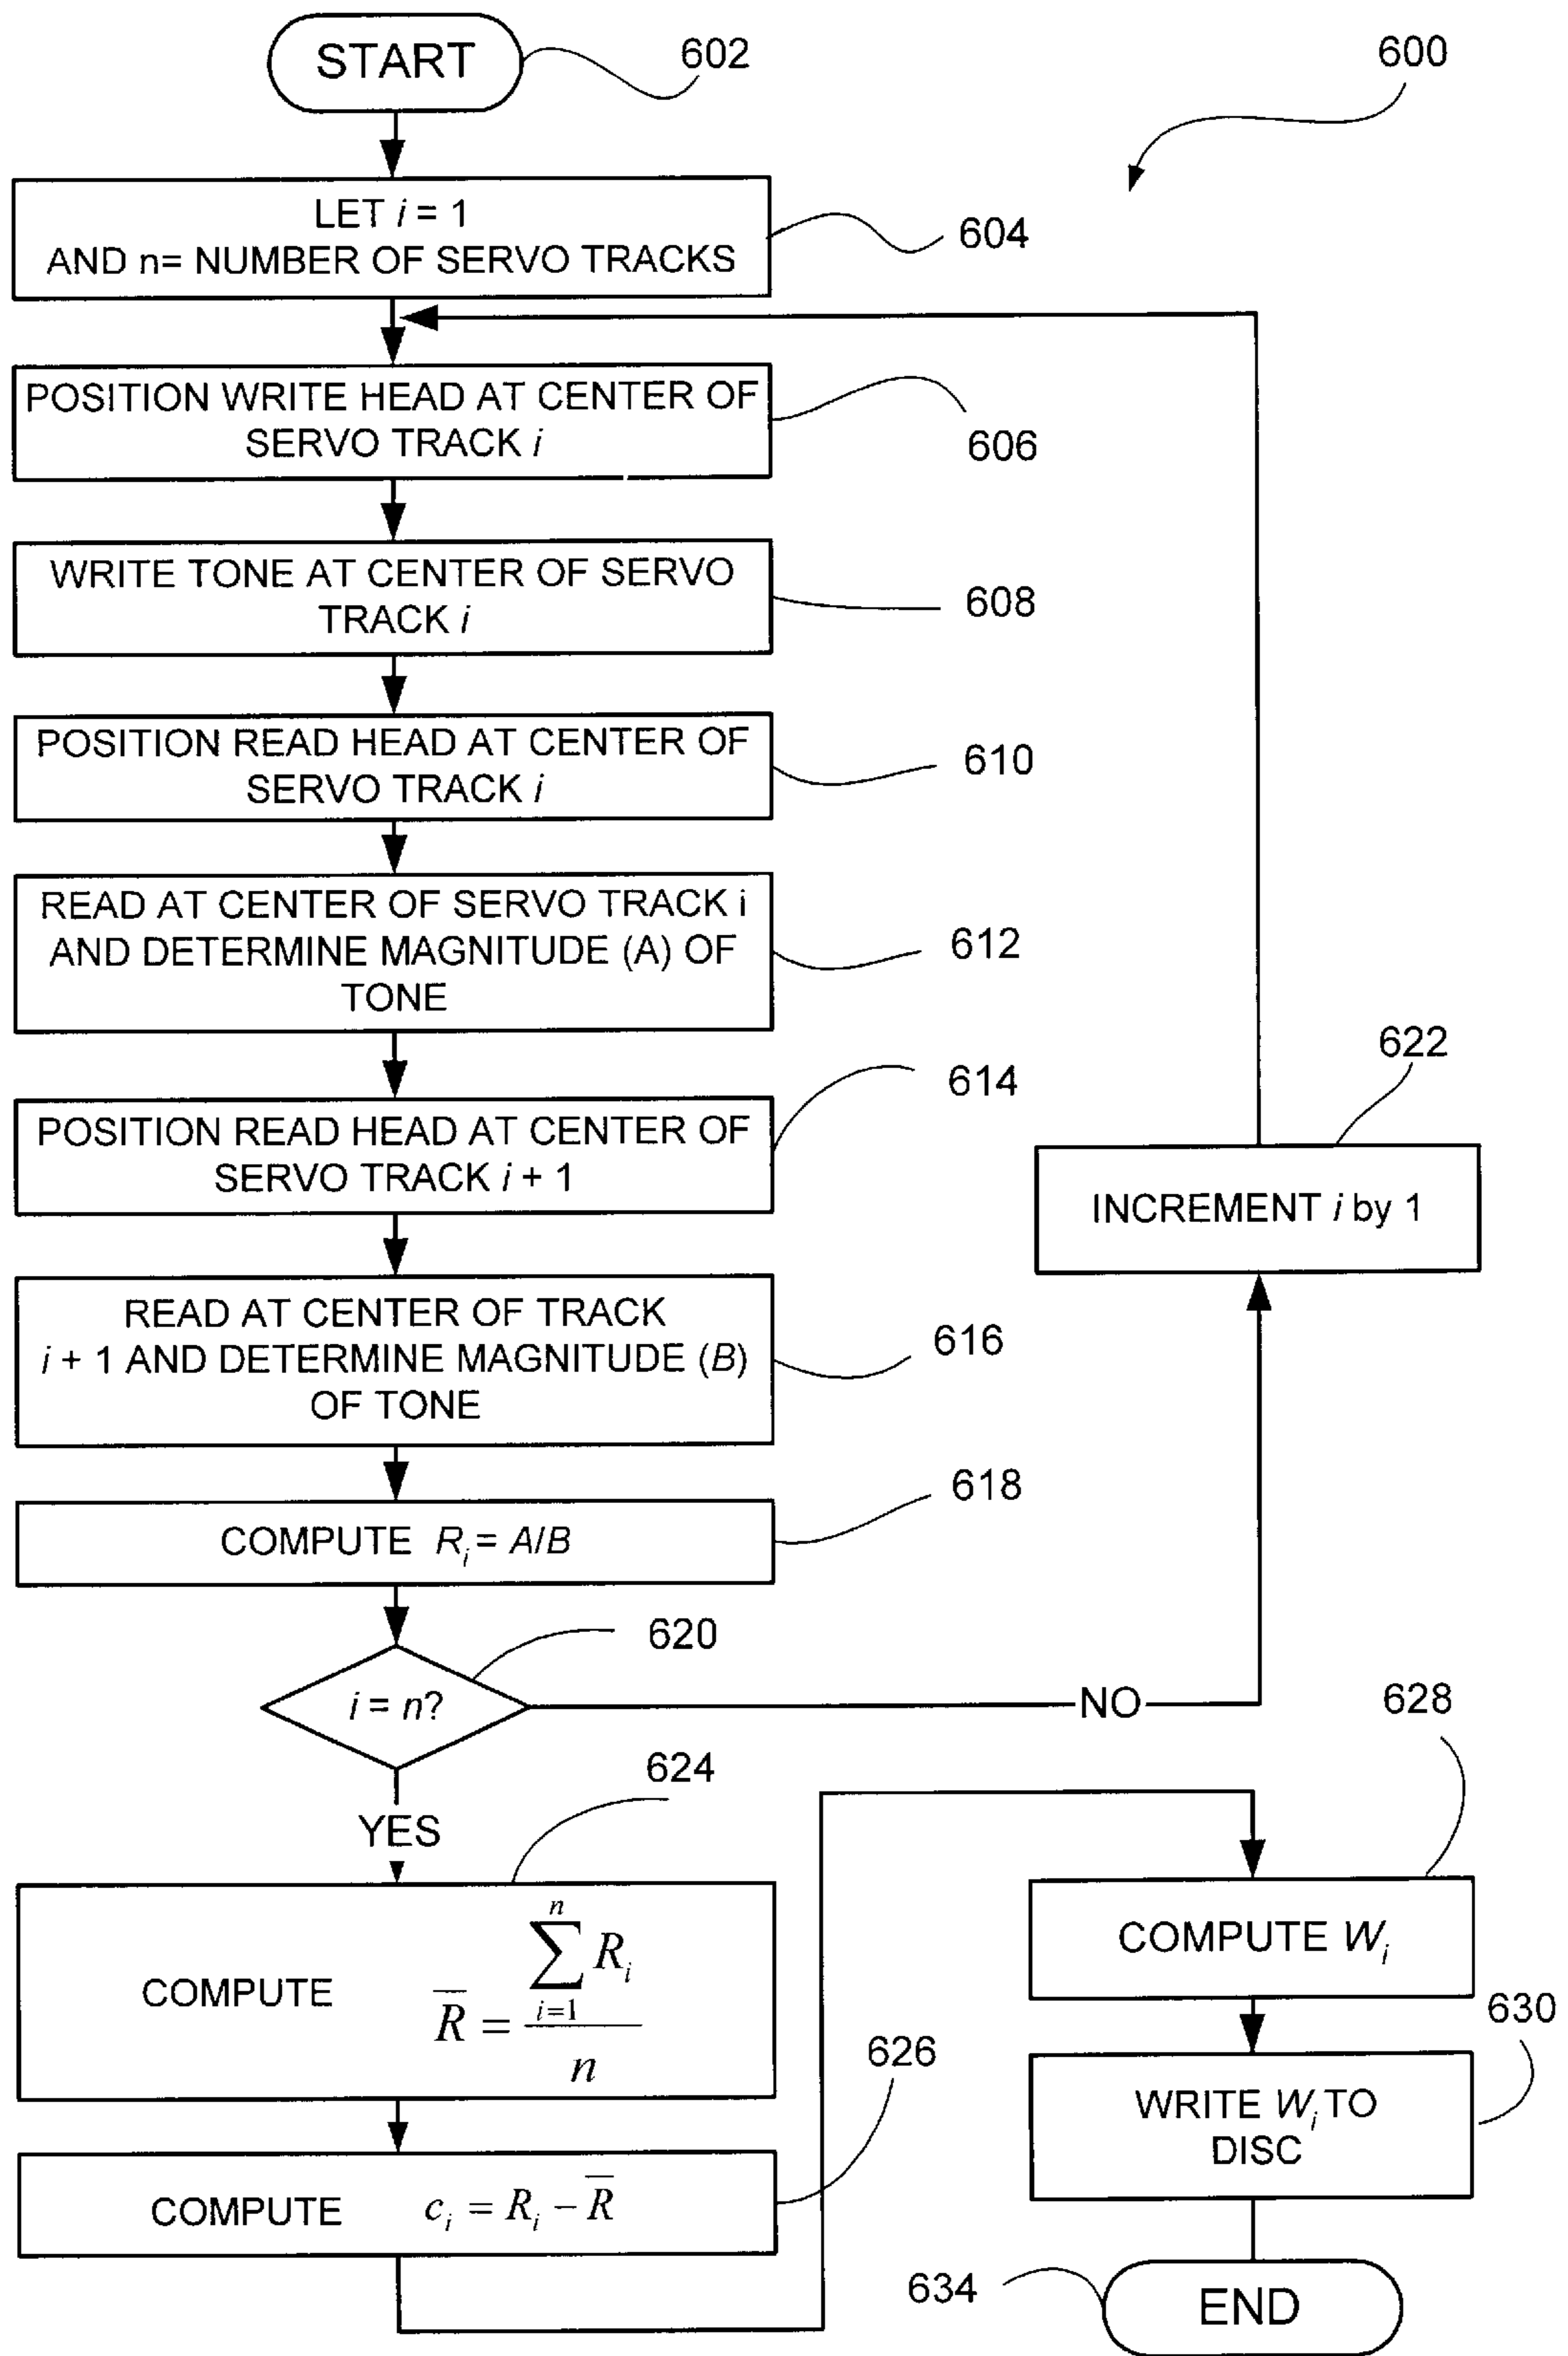 START
602
600
LET i = 1
AND n= NUMBER OF SERVO TRACKS
604
POSITION WRITE HEAD AT CENTER OF
SERVO TRACK i
606
WRITE TONE AT CENTER OF SERVO
TRACK i
608
POSITION READ HEAD AT CENTER OF
SERVO TRACK i
610
READ AT CENTER OF SERVO TRACK i
AND DETERMINE MAGNITUDE (A) OF
TONE
612
614
POSITION READ HEAD AT CENTER OF
SERVO TRACK i + 1
622
INCREMENT i by 1
READ AT CENTER OF TRACK
i + 1 AND DETERMINE MAGNITUDE (B)
OF TONE
616
618
COMPUTE R_i = A/B
620
i = n?
NO
YES
624
COMPUTE \overline{R} = \frac{\sum_{i=1}^{n} R_i}{n}
626
COMPUTE c_i = R_i − \overline{R}
628
COMPUTE W_i
630
WRITE W_i TO
DISC
634
END